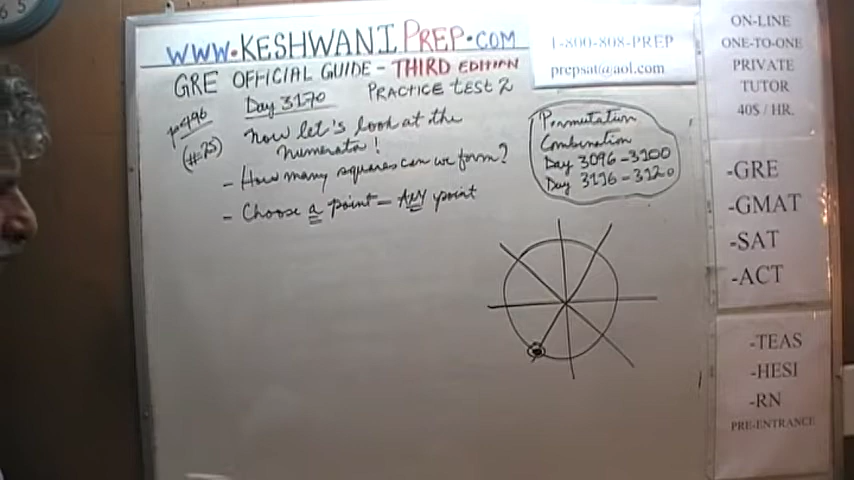 WWW.KESHWANIPREP.COM
1-800-808-PREP
prepsat@aol.com
GRE OFFICIAL GUIDE - THIRD EDITION
Day 3170 PRACTICE TEST 2
p. 196
(#25)
Now let's look at the
numerator!
- How many squares can we form?
- Choose a point - ANY point
Permutation
Combination
Day 3096-3100
Day 3116-3120
ON-LINE
ONE-TO-ONE
PRIVATE
TUTOR
40$ / HR.
-GRE
-GMAT
-SAT
-ACT
-TEAS
-HESI
-RN
PRE-ENTRANCE
6 5